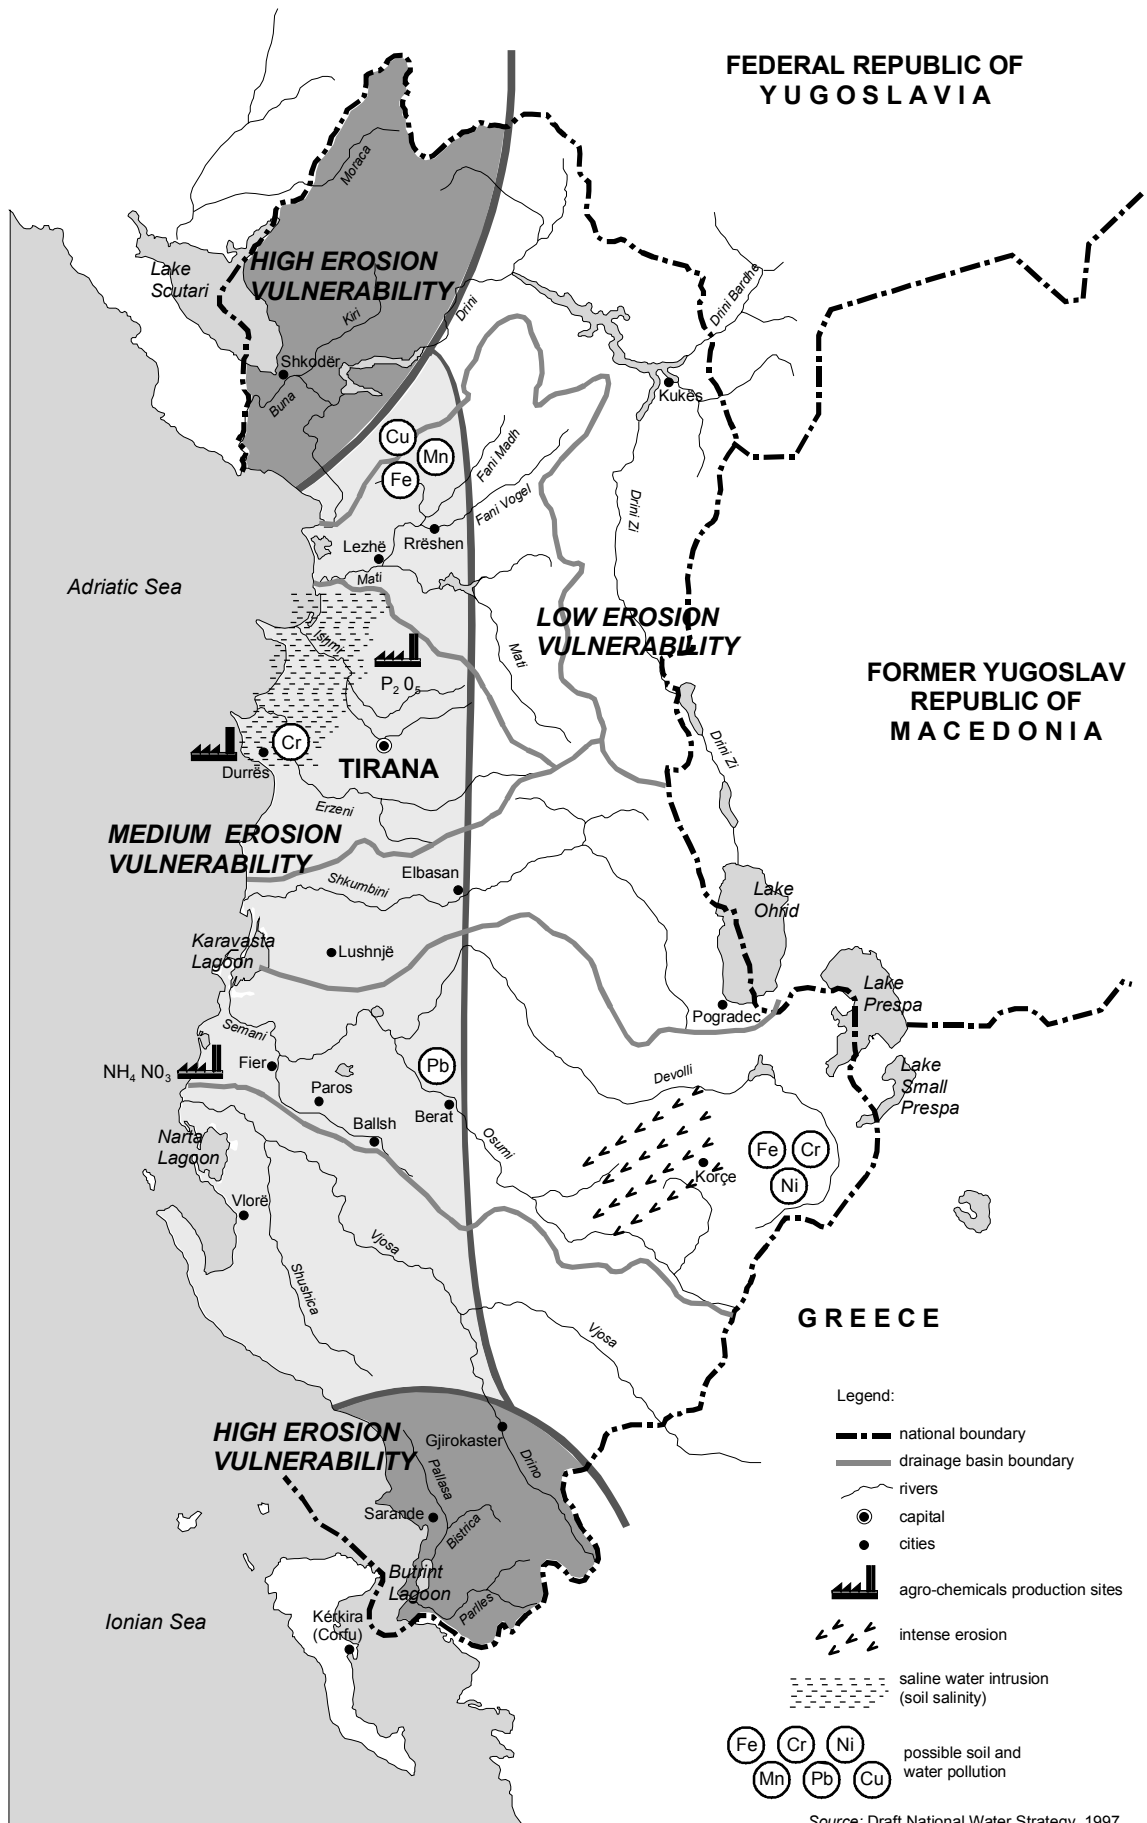 FEDERAL REPUBLIC OF
YUGOSLAVIA
Moraca
HIGH EROSION
VULNERABILITY
Lake
Scutari
Kiri
Drini
Drini Bardhe
Shkodër
Buna
Kukës
Cu
Mn
Fe
Fani Madh
Fani Vogel
Drini Zi
Lezhë
Rrëshen
Mati
Adriatic Sea
LOW EROSION
VULNERABILITY
Ishmi
Mati
P2 05
FORMER YUGOSLAV
REPUBLIC OF
MACEDONIA
Cr
Drini Zi
Durrës
TIRANA
Erzeni
MEDIUM EROSION
VULNERABILITY
Elbasan
Shkumbini
Lake
Ohrid
Karavasta
Lagoon
Lushnjë
Lake
Prespa
Pogradec
Semani
Fier
Pb
NH4 N03
Devolli
Lake
Small
Prespa
Paros
Berat
Ballsh
Osumi
Narta
Lagoon
Fe
Cr
Korçe
Ni
Vlorë
Vjosa
Shushica
GREECE
Vjosa
HIGH EROSION
VULNERABILITY
Gjirokaster
Drino
Pallasa
Sarande
Bistrica
Butrint
Lagoon
Parlles
Ionian Sea
Kérkira
(Corfu)
Legend:
national boundary
drainage basin boundary
rivers
capital
cities
agro-chemicals production sites
intense erosion
saline water intrusion
(soil salinity)
Fe Cr Ni
Mn Pb Cu
possible soil and
water pollution
Source: Draft National Water Strategy, 1997